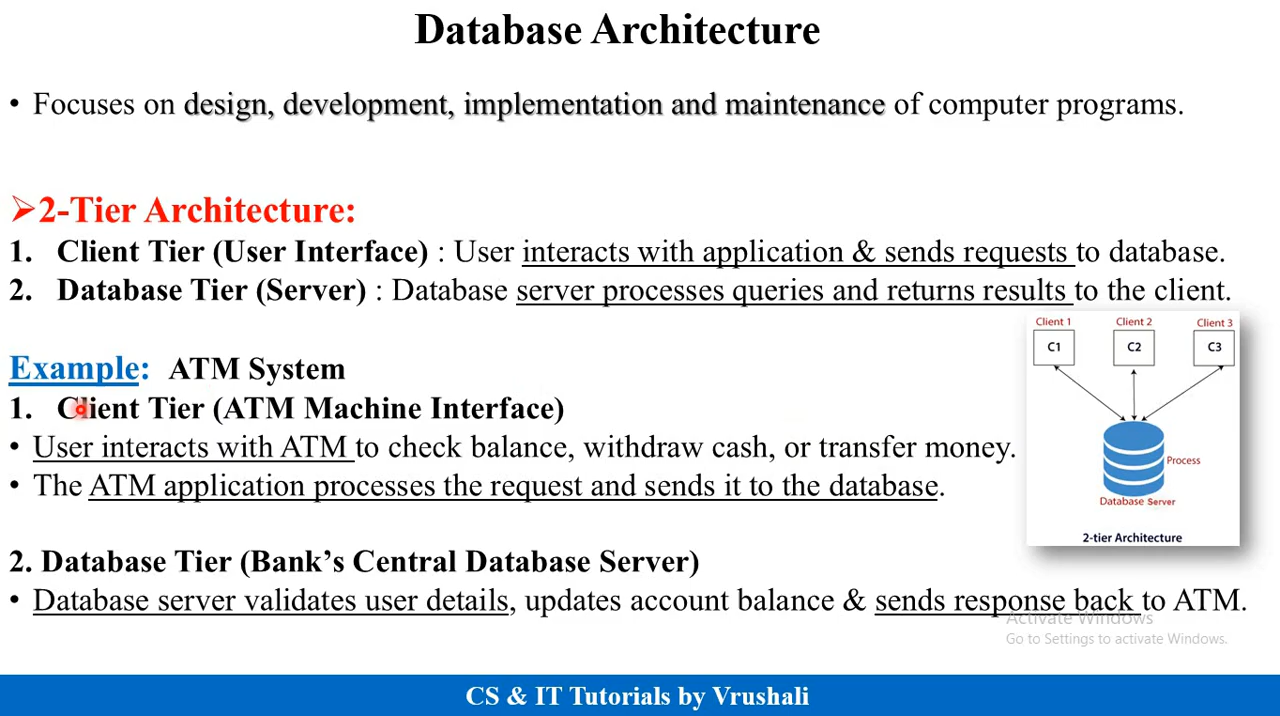 Database Architecture
• Focuses on design, development, implementation and maintenance of computer programs.
➢2-Tier Architecture:
1. Client Tier (User Interface) : User interacts with application & sends requests to database.
2. Database Tier (Server) : Database server processes queries and returns results to the client.
Example: ATM System
1. Client Tier (ATM Machine Interface)
• User interacts with ATM to check balance, withdraw cash, or transfer money.
• The ATM application processes the request and sends it to the database.
Client 1 Client 2 Client 3
C1 C2 C3
Process
Database Server
2-tier Architecture
2. Database Tier (Bank’s Central Database Server)
• Database server validates user details, updates account balance & sends response back to ATM.
Activate Windows
Go to Settings to activate Windows.
CS & IT Tutorials by Vrushali